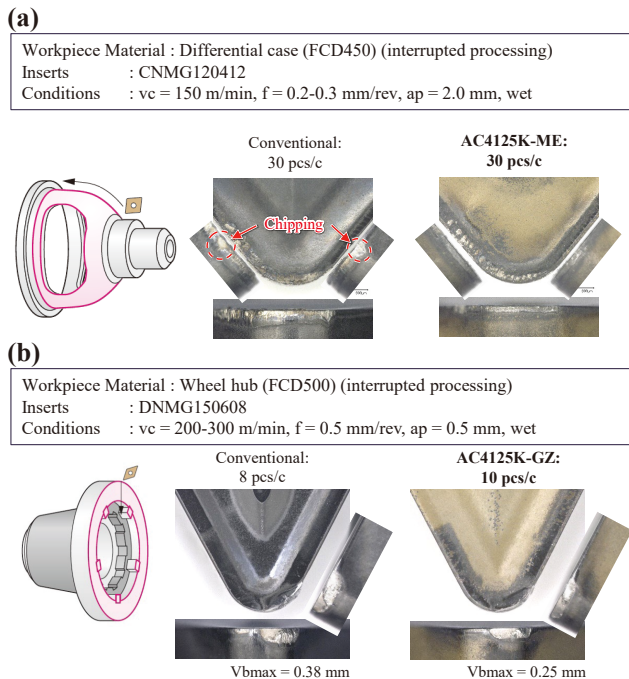 (a)
Workpiece Material : Differential case (FCD450) (interrupted processing)
Inserts : CNMG120412
Conditions : vc = 150 m/min, f = 0.2-0.3 mm/rev, ap = 2.0 mm, wet
Conventional:
30 pcs/c
AC4125K-ME:
30 pcs/c
Chipping
(b)
Workpiece Material : Wheel hub (FCD500) (interrupted processing)
Inserts : DNMG150608
Conditions : vc = 200-300 m/min, f = 0.5 mm/rev, ap = 0.5 mm, wet
Conventional:
8 pcs/c
AC4125K-GZ:
10 pcs/c
Vbmax = 0.38 mm
Vbmax = 0.25 mm